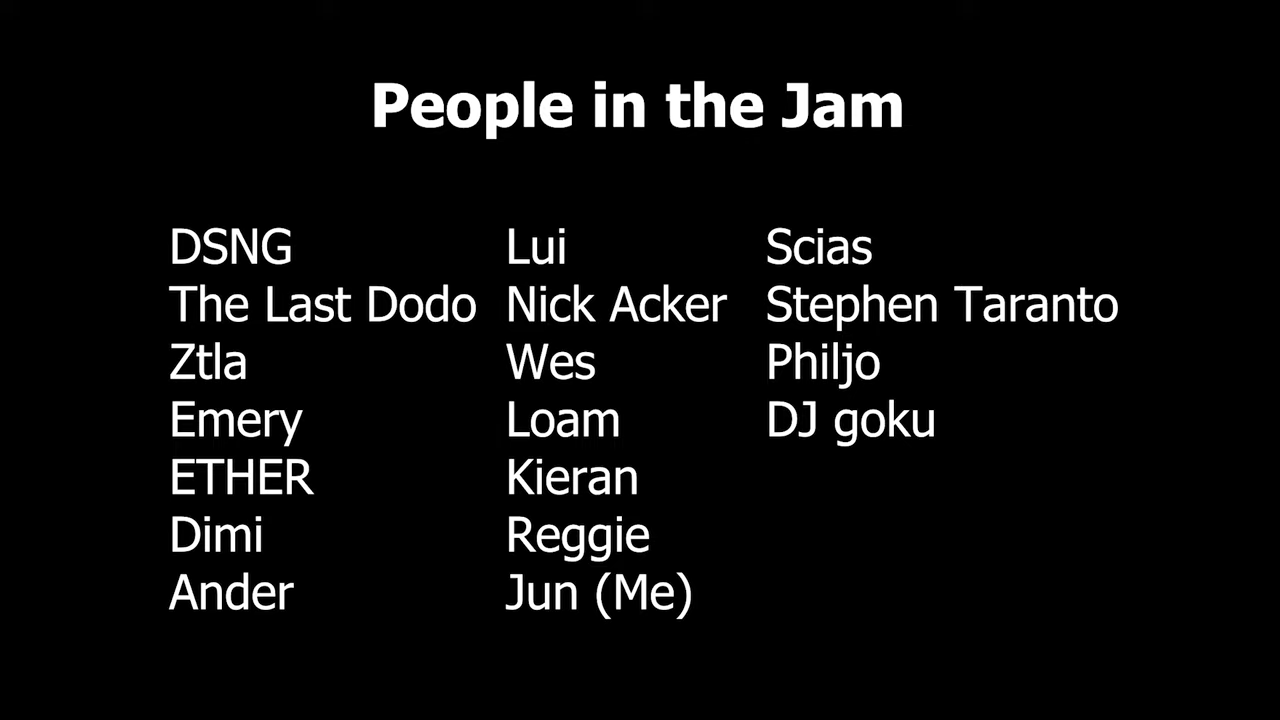 People in the Jam
DSNG
The Last Dodo
Ztla
Emery
ETHER
Dimi
Ander
Lui
Nick Acker
Wes
Loam
Kieran
Reggie
Jun (Me)
Scias
Stephen Taranto
Philjo
DJ goku